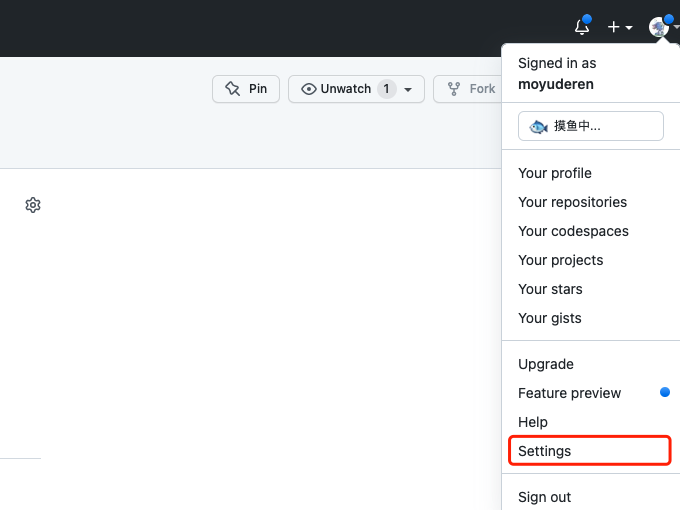 Signed in as
moyuderen
摸鱼中...
Pin
Unwatch 1
Fork
Your profile
Your repositories
Your codespaces
Your projects
Your stars
Your gists
Upgrade
Feature preview
Help
Settings
Sign out